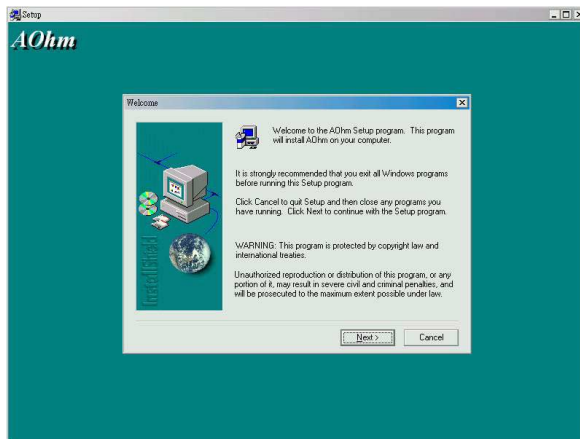 Setup
AOhm
Welcome
Welcome to the AOhm Setup program. This program
will install AOhm on your computer.
It is strongly recommended that you exit all Windows programs
before running this Setup program.
Click Cancel to quit Setup and then close any programs you
have running. Click Next to continue with the Setup program.
WARNING: This program is protected by copyright law and
international treaties.
Unauthorized reproduction or distribution of this program, or any
portion of it, may result in severe civil and criminal penalties, and
will be prosecuted to the maximum extent possible under law.
InstallShield
Next >
Cancel